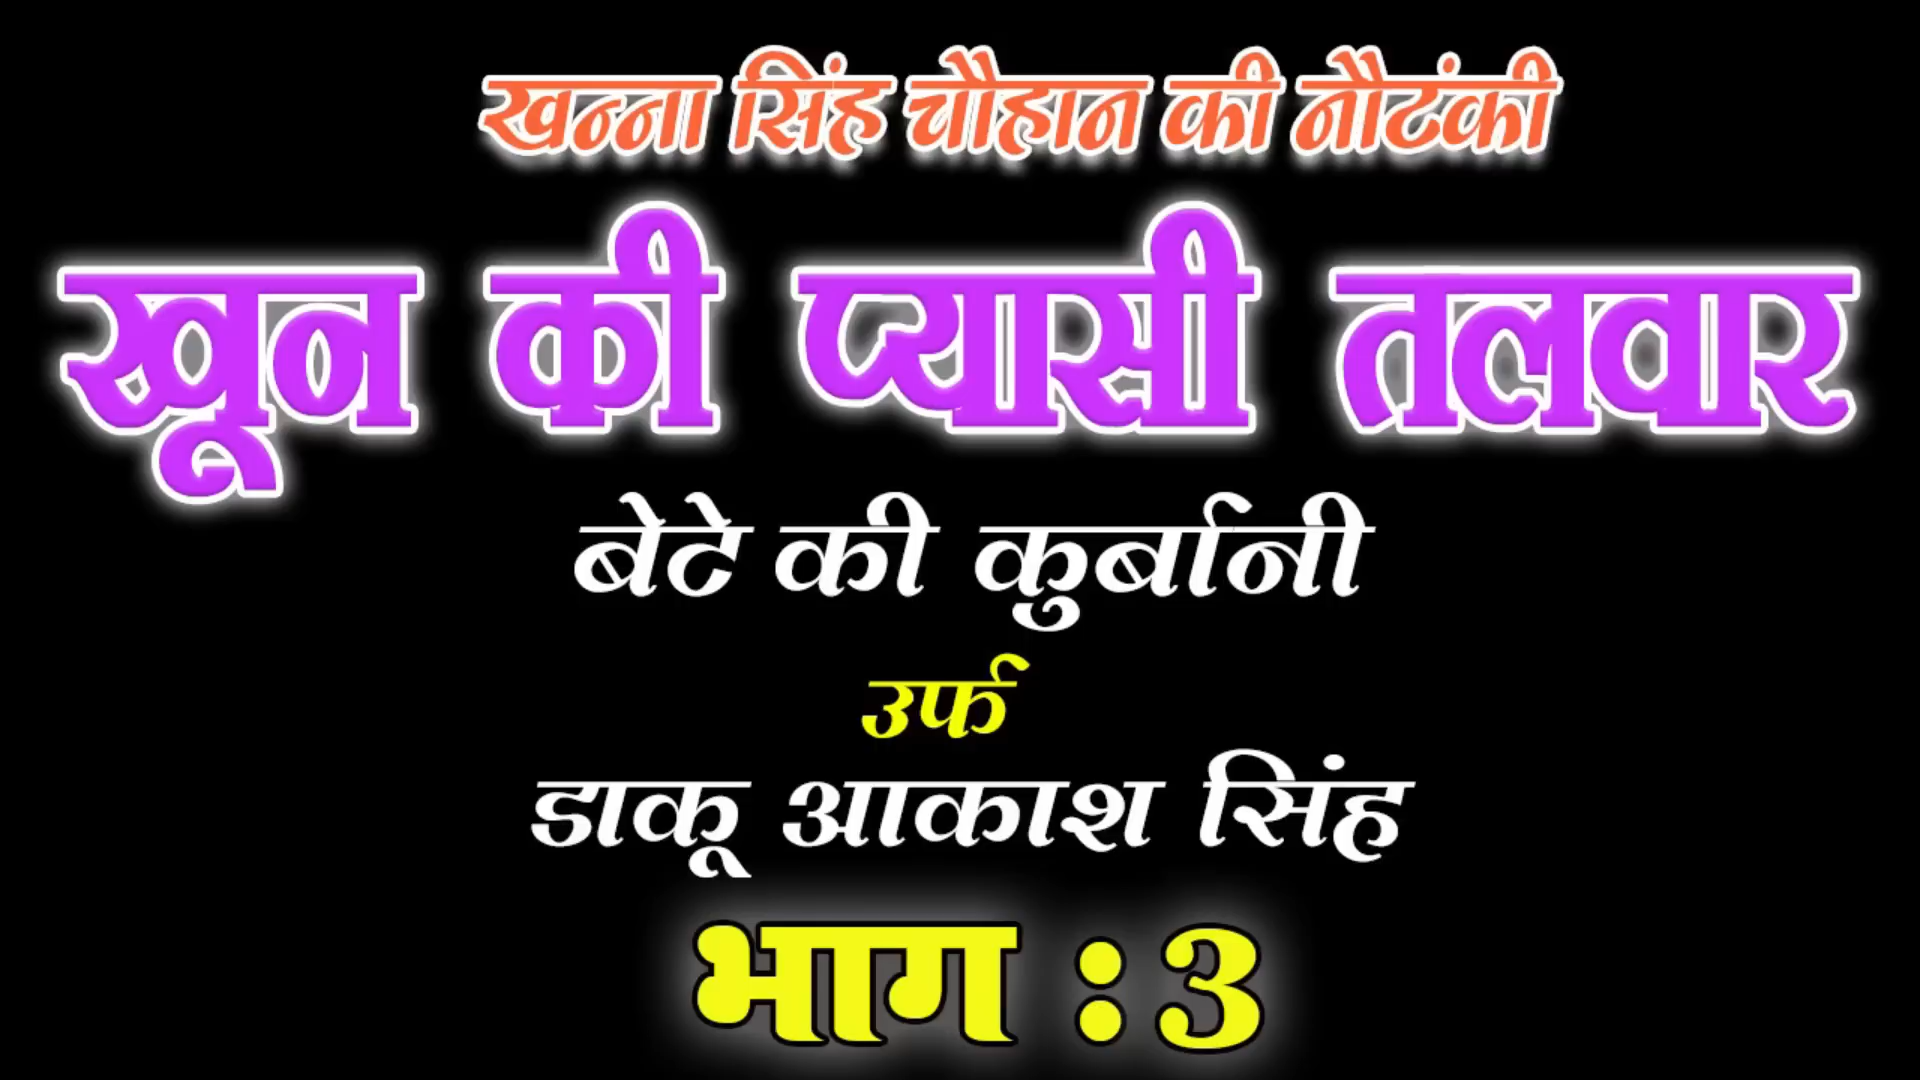 खन्ना सिंह चौहान की नौटंकी
खून की प्यासी तलवार
बेटे की कुर्बानी
उर्फ
डाकू आकाश सिंह
भाग : 3